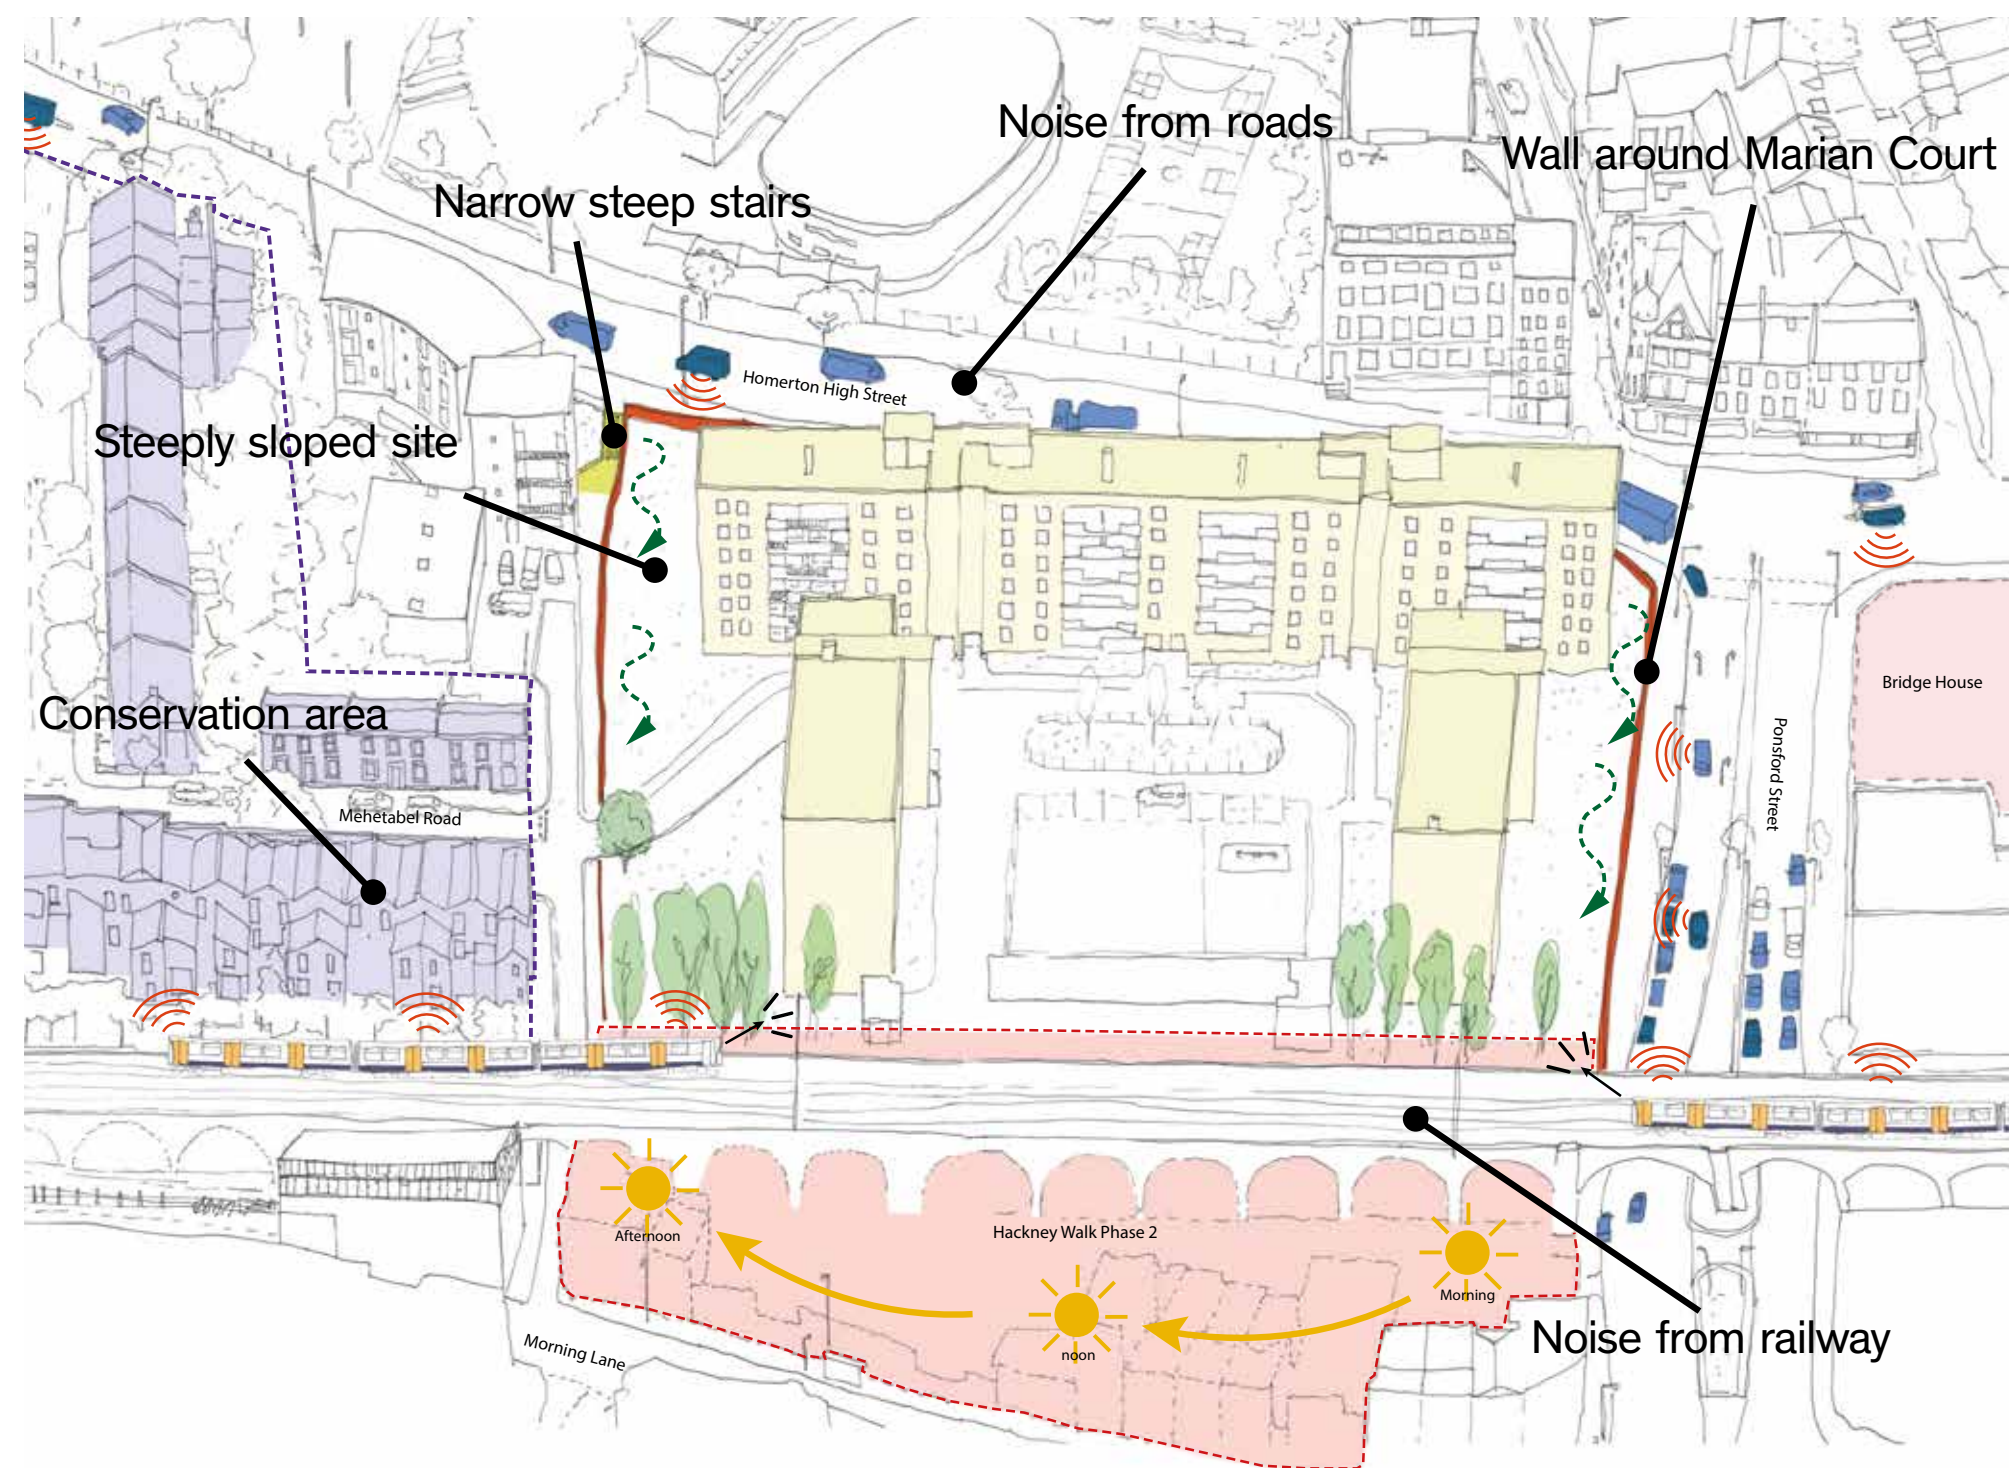 Noise from roads
Wall around Marian Court
Narrow steep stairs
Homerton High Street
Steeply sloped site
Bridge House
Conservation area
Ponsford Street
Mehetabel Road
Hackney Walk Phase 2
Afternoon
Morning
noon
Morning Lane
Noise from railway